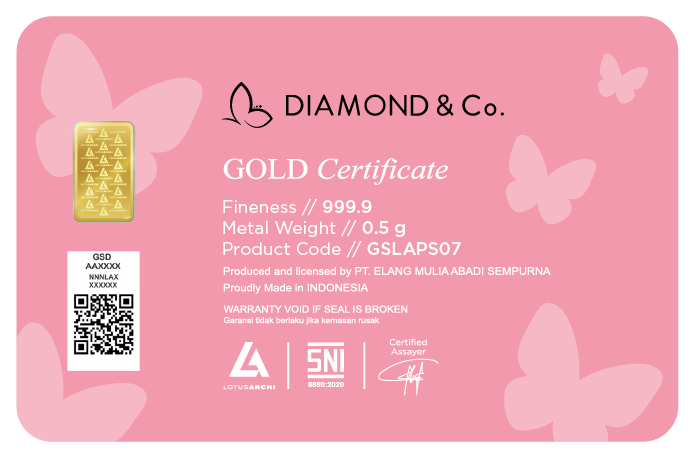 DIAMOND & Co.
GOLD Certificate
Fineness // 999.9
Metal Weight // 0.5 g
Product Code // GSLAPS07
Produced and licensed by PT. ELANG MULIA ABADI SEMPURNA
Proudly Made in INDONESIA
WARRANTY VOID IF SEAL IS BROKEN
Garansi tidak berlaku jika kemasan rusak
GSD
AAXXXX
NNNLAX
XXXXXX
LOTUSARCHI
SNI
8880:2020
Certified
Assayer